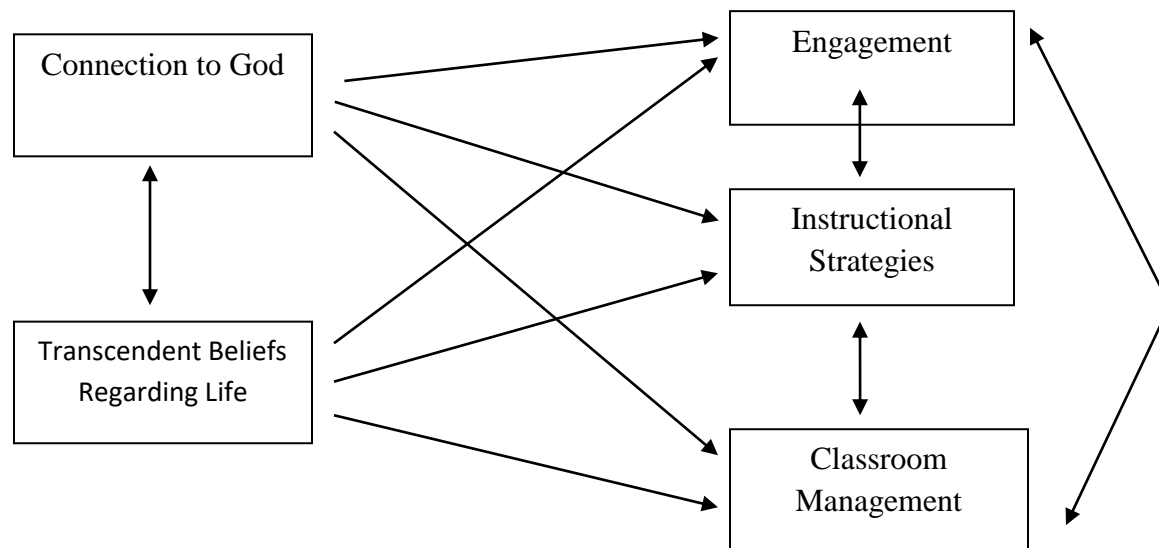 Connection to God
Engagement
Instructional
Strategies
Transcendent Beliefs
Regarding Life
Classroom
Management